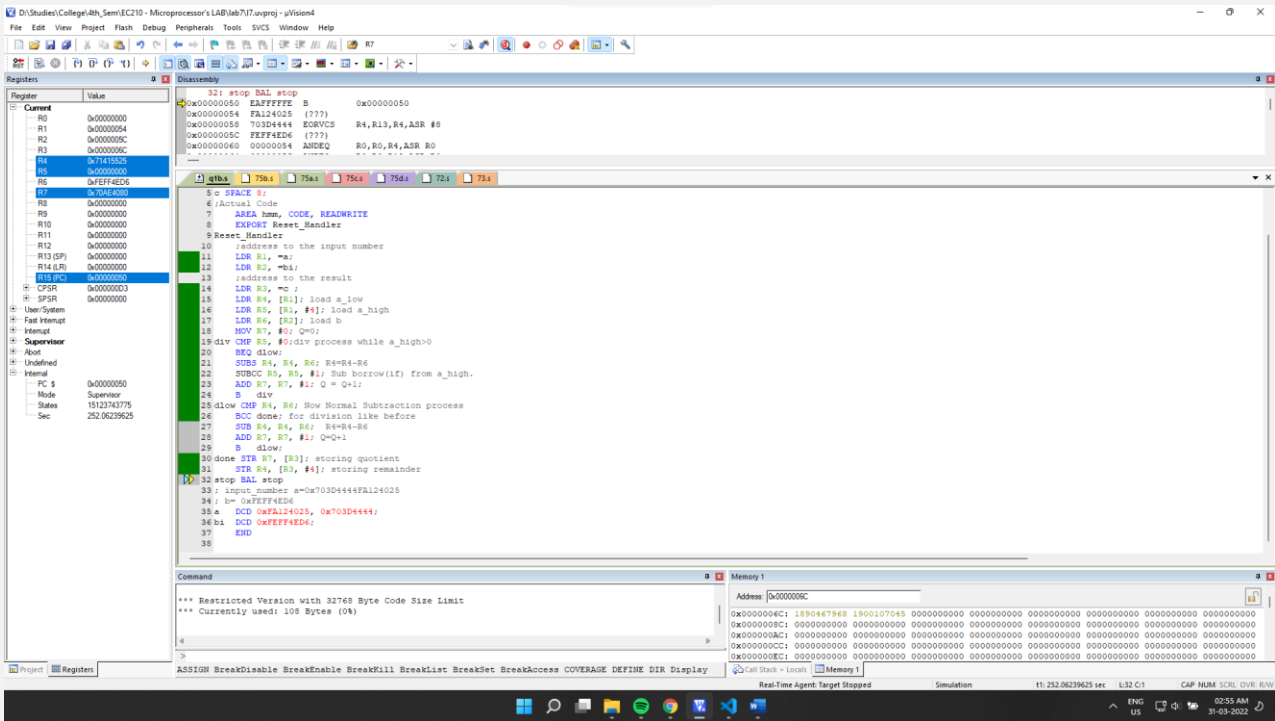 D:\Studies\College\4th_Sem\EC210 - Microprocessor's LAB\lab7\l7.uvproj - µVision4
File Edit View Project Flash Debug Peripherals Tools SVCS Window Help
R7
Registers
Register Value
Current
R0 0x00000000
R1 0x00000054
R2 0x0000005C
R3 0x0000006C
R4 0x71415525
R5 0x00000000
R6 0xFEFF4ED6
R7 0x70AE4080
R8 0x00000000
R9 0x00000000
R10 0x00000000
R11 0x00000000
R12 0x00000000
R13 (SP) 0x00000000
R14 (LR) 0x00000000
R15 (PC) 0x00000050
CPSR 0x000000D3
SPSR 0x00000000
User/System
Fast Interrupt
Interrupt
Supervisor
Abort
Undefined
Internal
PC $ 0x00000050
Mode Supervisor
States 15123743775
Sec 252.06239625
Project Registers
Disassembly
32: stop BAL stop
0x00000050 EAFFFFFE B 0x00000050
0x00000054 FA124025 (???)
0x00000058 703D4444 EORVCS R4,R13,R4,ASR #8
0x0000005C FEFF4ED6 (???)
0x00000060 00000054 ANDEQ R0,R0,R4,ASR R0
q1b.s 75b.s 75a.s 75c.s 75d.s 72.s 73.s
5 c SPACE 8;
6 ;Actual Code
7 AREA hmm, CODE, READWRITE
8 EXPORT Reset_Handler
9 Reset_Handler
10 ;address to the input number
11 LDR R1, =a;
12 LDR R2, =bi;
13 ;address to the result
14 LDR R3, =c ;
15 LDR R4, [R1]; load a_low
16 LDR R5, [R1, #4]; load a_high
17 LDR R6, [R2]; load b
18 MOV R7, #0; Q=0;
19 div CMP R5, #0;div process while a_high>0
20 BEQ dlow;
21 SUBS R4, R4, R6; R4=R4-R6
22 SUBCC R5, R5, #1; Sub borrow(if) from a_high.
23 ADD R7, R7, #1; Q = Q+1;
24 B div
25 dlow CMP R4, R6; Now Normal Subtraction process
26 BCC done; for division like before
27 SUB R4, R4, R6; R4=R4-R6
28 ADD R7, R7, #1; Q=Q+1
29 B dlow;
30 done STR R7, [R3]; storing quotient
31 STR R4, [R3, #4]; storing remainder
32 stop BAL stop
33 ; input_number a=0x703D4444FA124025
34 ; b= 0xFEFF4ED6
35 a DCD 0xFA124025, 0x703D4444;
36 bi DCD 0xFEFF4ED6;
37 END
38
Command
*** Restricted Version with 32768 Byte Code Size Limit
*** Currently used: 108 Bytes (0%)
>
ASSIGN BreakDisable BreakEnable BreakKill BreakList BreakSet BreakAccess COVERAGE DEFINE DIR Display
Memory 1
Address: 0x0000006C
0x0000006C: 1890467968 1900107045 0000000000 0000000000 0000000000 0000000000 0000000000 0000000000
0x0000008C: 0000000000 0000000000 0000000000 0000000000 0000000000 0000000000 0000000000 0000000000
0x000000AC: 0000000000 0000000000 0000000000 0000000000 0000000000 0000000000 0000000000 0000000000
0x000000CC: 0000000000 0000000000 0000000000 0000000000 0000000000 0000000000 0000000000 0000000000
0x000000EC: 0000000000 0000000000 0000000000 0000000000 0000000000 0000000000 0000000000 0000000000
Call Stack + Locals Memory 1
Real-Time Agent: Target Stopped Simulation t1: 252.06239625 sec L:32 C:1 CAP NUM SCRL OVR R/W
ENG
US
02:55 AM
31-03-2022